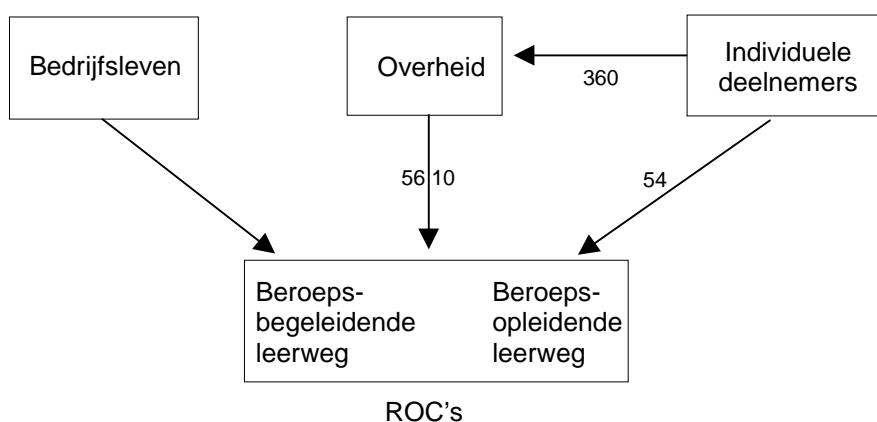 Bedrijfsleven
Overheid
Individuele
deelnemers
360
56 10
54
Beroeps-
begeleidende
leerweg
Beroeps-
opleidende
leerweg
ROC's